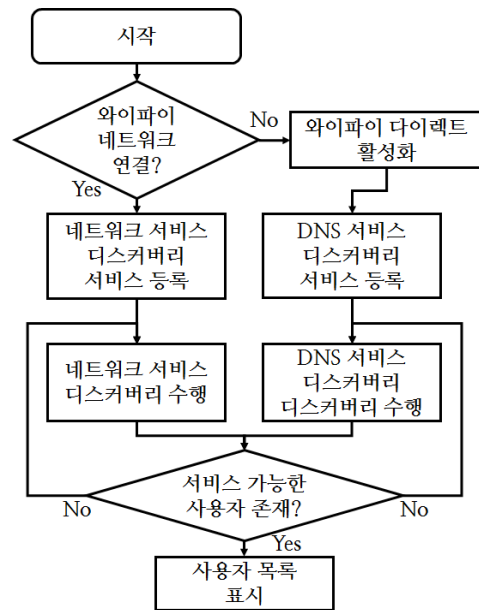 시작
와이파이
네트워크
연결?
No
와이파이 다이렉트
활성화
Yes
네트워크 서비스
디스커버리
서비스 등록
DNS 서비스
디스커버리
서비스 등록
네트워크 서비스
디스커버리 수행
DNS 서비스
디스커버리
디스커버리 수행
서비스 가능한
사용자 존재?
No
No
Yes
사용자 목록
표시